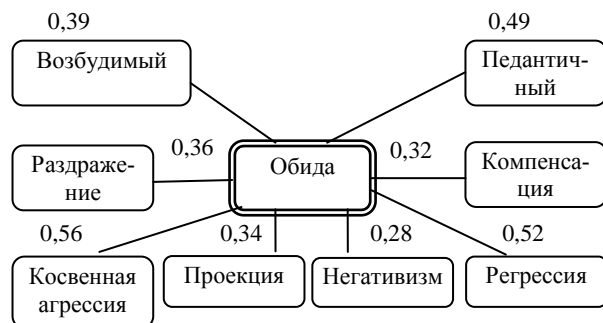 0,39
0,49
Возбудимый
Педантич-
ный
0,36
0,32
Раздраже-
ние
Обида
Компенса-
ция
0,56
0,34
0,28
0,52
Косвенная
агрессия
Проекция
Негативизм
Регрессия